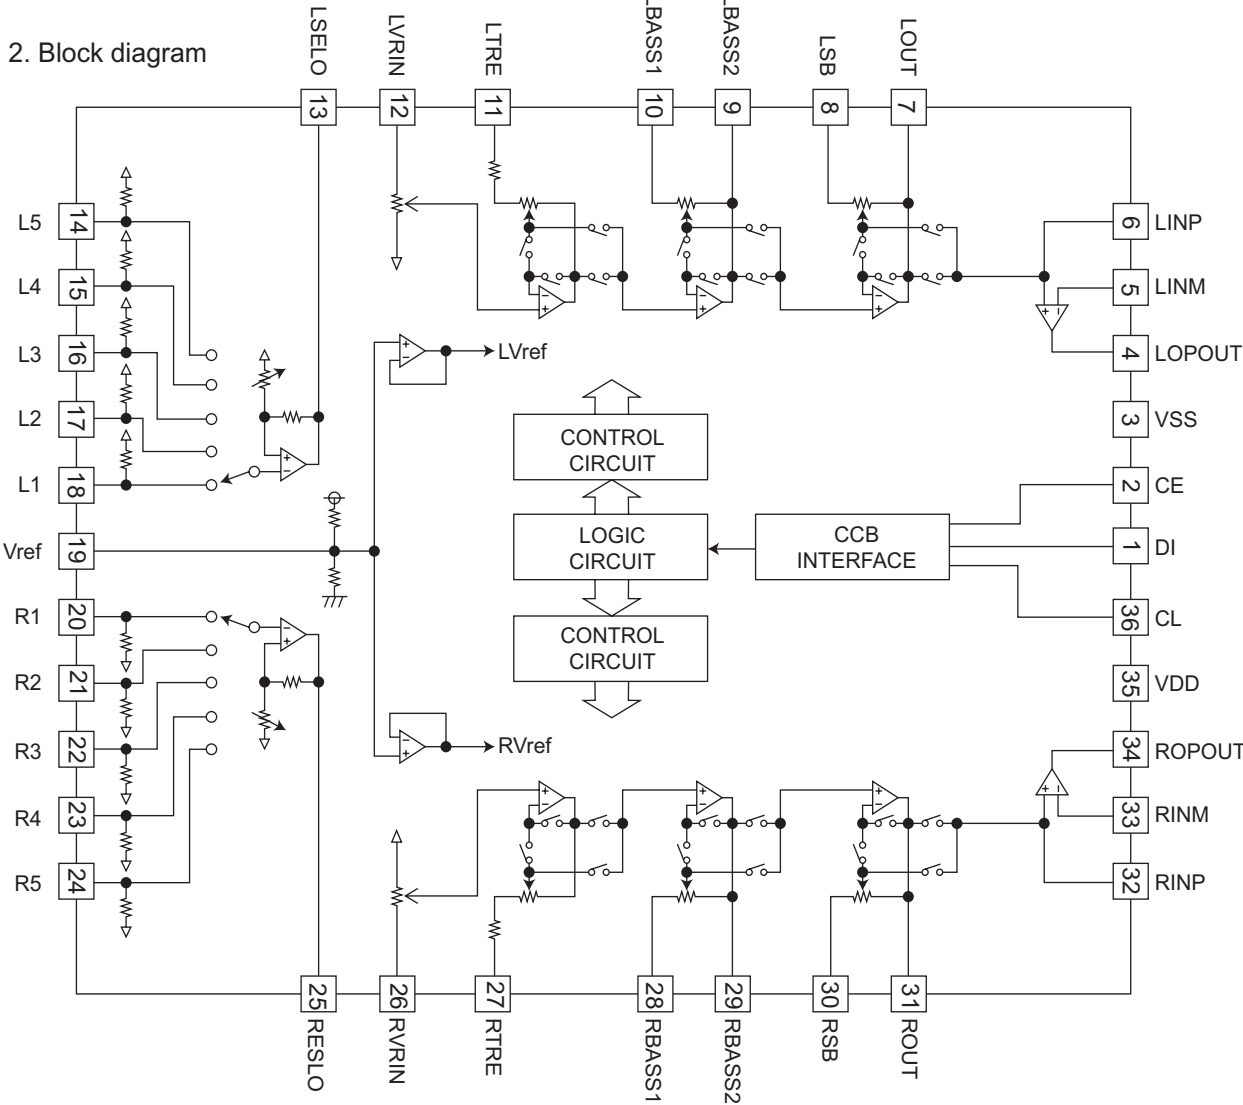 2. Block diagram
LSELO
LVRIN
LTRE
LBASS1
LBASS2
LSB
LOUT
13
12
11
10
9
8
7
L5
14
L4
15
L3
16
L2
17
L1
18
Vref
19
R1
20
R2
21
R3
22
R4
23
R5
24
6
LINP
5
LINM
4
LOPOUT
3
VSS
2
CE
1
DI
36
CL
35
VDD
34
ROPOUT
33
RINM
32
RINP
+
−
LVref
CONTROL
CIRCUIT
LOGIC
CIRCUIT
CCB
INTERFACE
CONTROL
CIRCUIT
RVref
25
26
27
28
29
30
31
RESLO
RVRIN
RTRE
RBASS1
RBASS2
RSB
ROUT